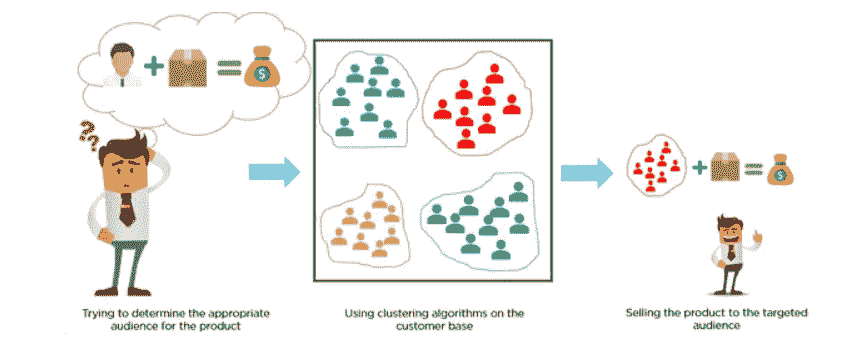 ??
$
Trying to determine the appropriate
audience for the product
Using clustering algorithms on the
customer base
$
Selling the product to the targeted
audience